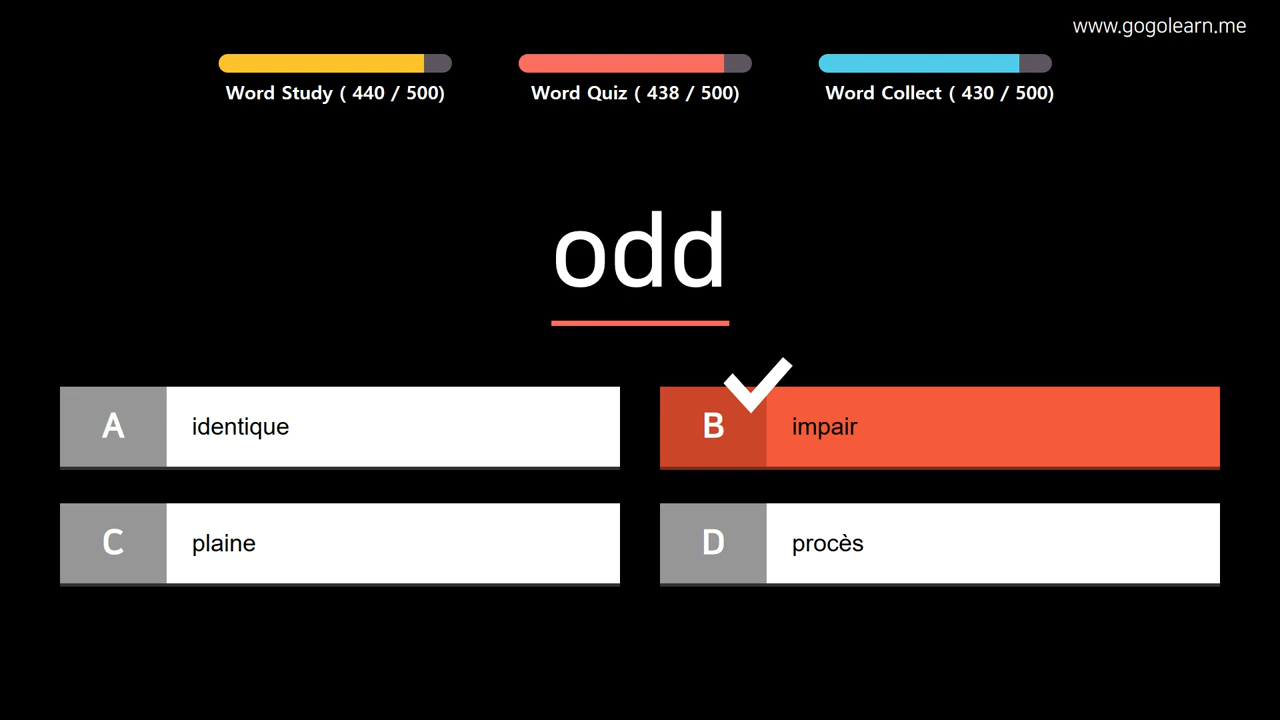 www.gogolearn.me
Word Study ( 440 / 500)
Word Quiz ( 438 / 500)
Word Collect ( 430 / 500)
odd
A identique
B impair
C plaine
D procès